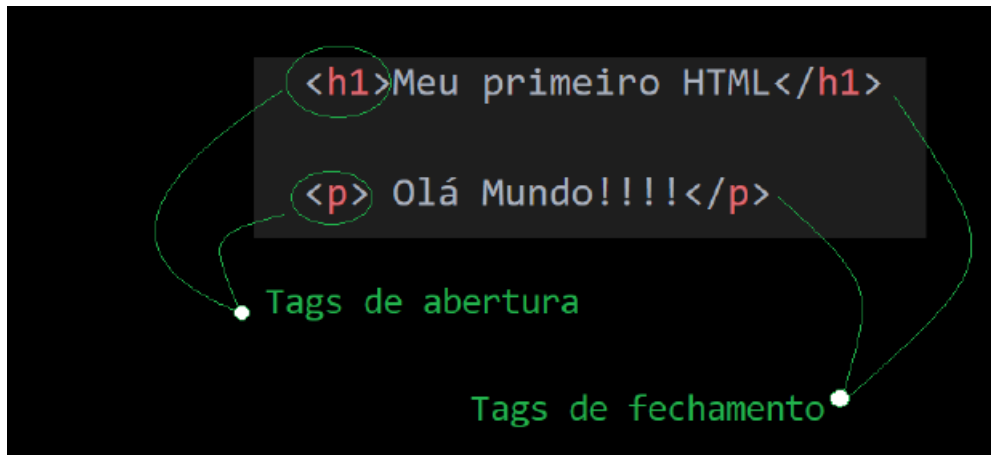 <h1>Meu primeiro HTML</h1>
<p> Olá Mundo!!!!</p>
Tags de abertura
Tags de fechamento